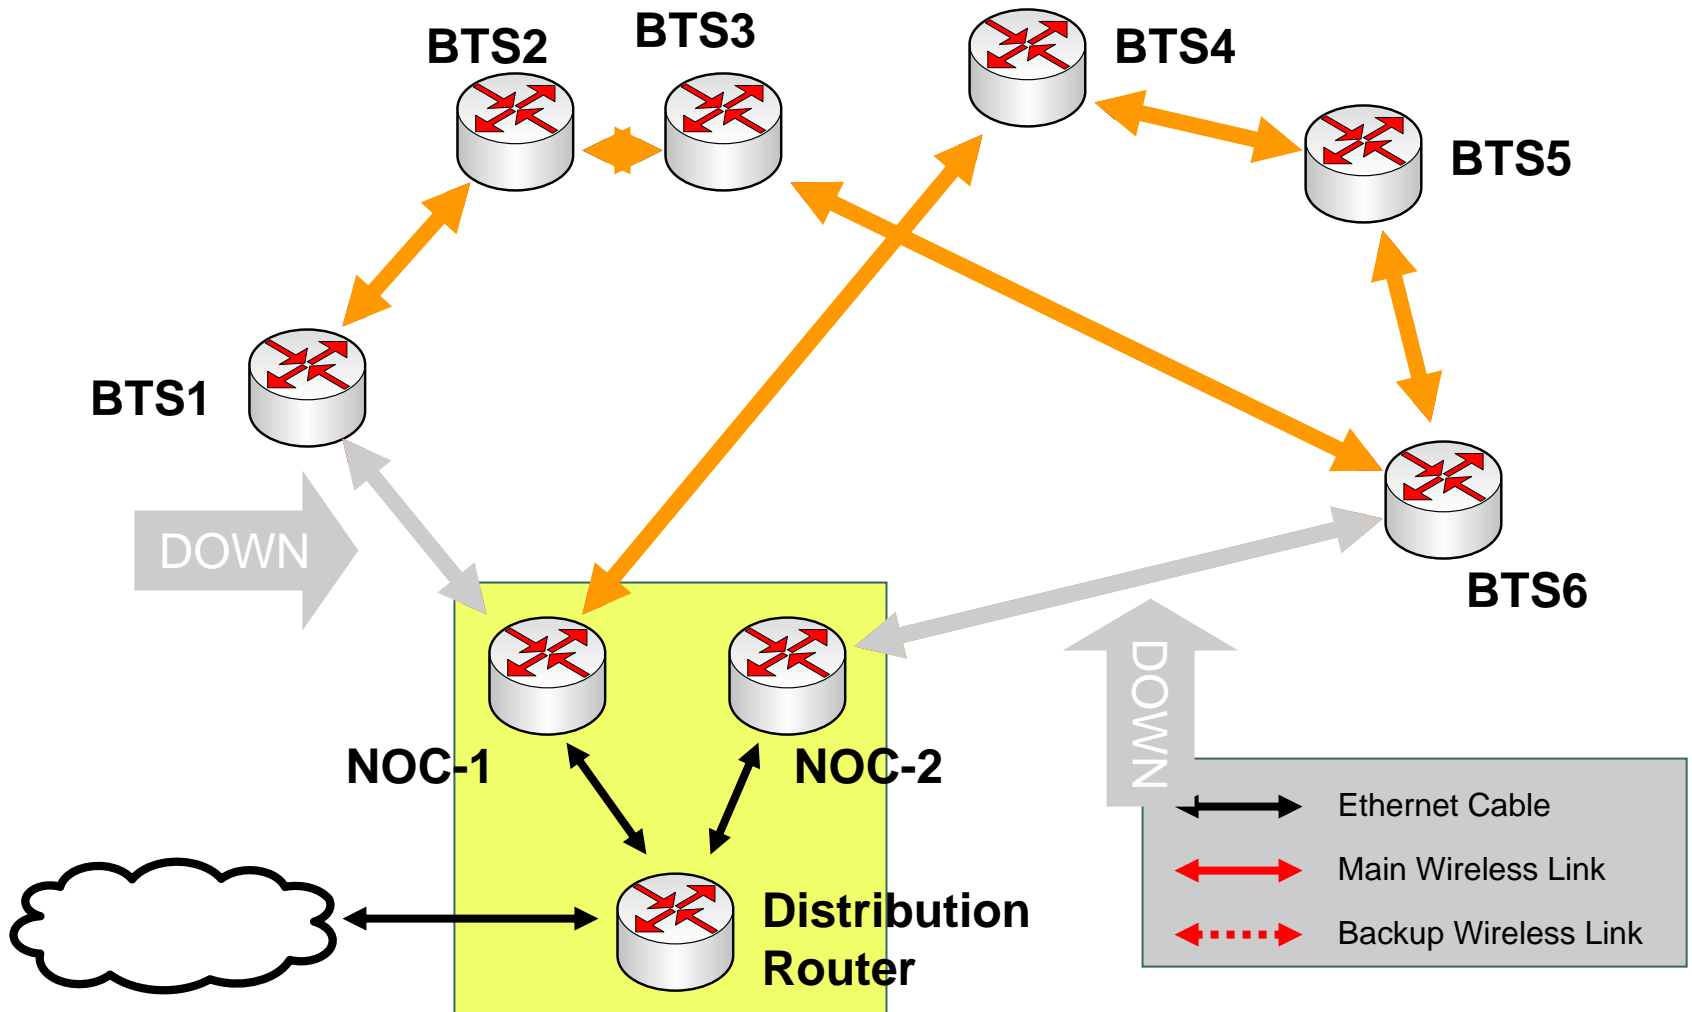 BTS2
BTS3
BTS4
BTS5
BTS1
DOWN
BTS6
DOWN
NOC-1
NOC-2
Ethernet Cable
Main Wireless Link
Backup Wireless Link
Distribution
Router